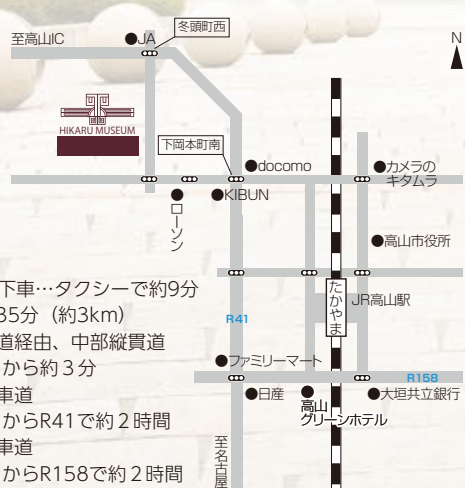 冬頭町西
至高山IC
●JA
N
HIKARU MUSEUM
下岡本町南
●docomo
●カメラの
キタムラ
●ローソン
●KIBUN
●高山市役所
下車…タクシーで約9分
35分（約3km）
たかやま
JR高山駅
道経由、中部縦貫道
R41
から約３分
●ファミリーマート
車道
R158
からR41で約２時間
●日産
●高山
グリーンホテル
●大垣共立銀行
車道
至名古屋
からR158で約２時間